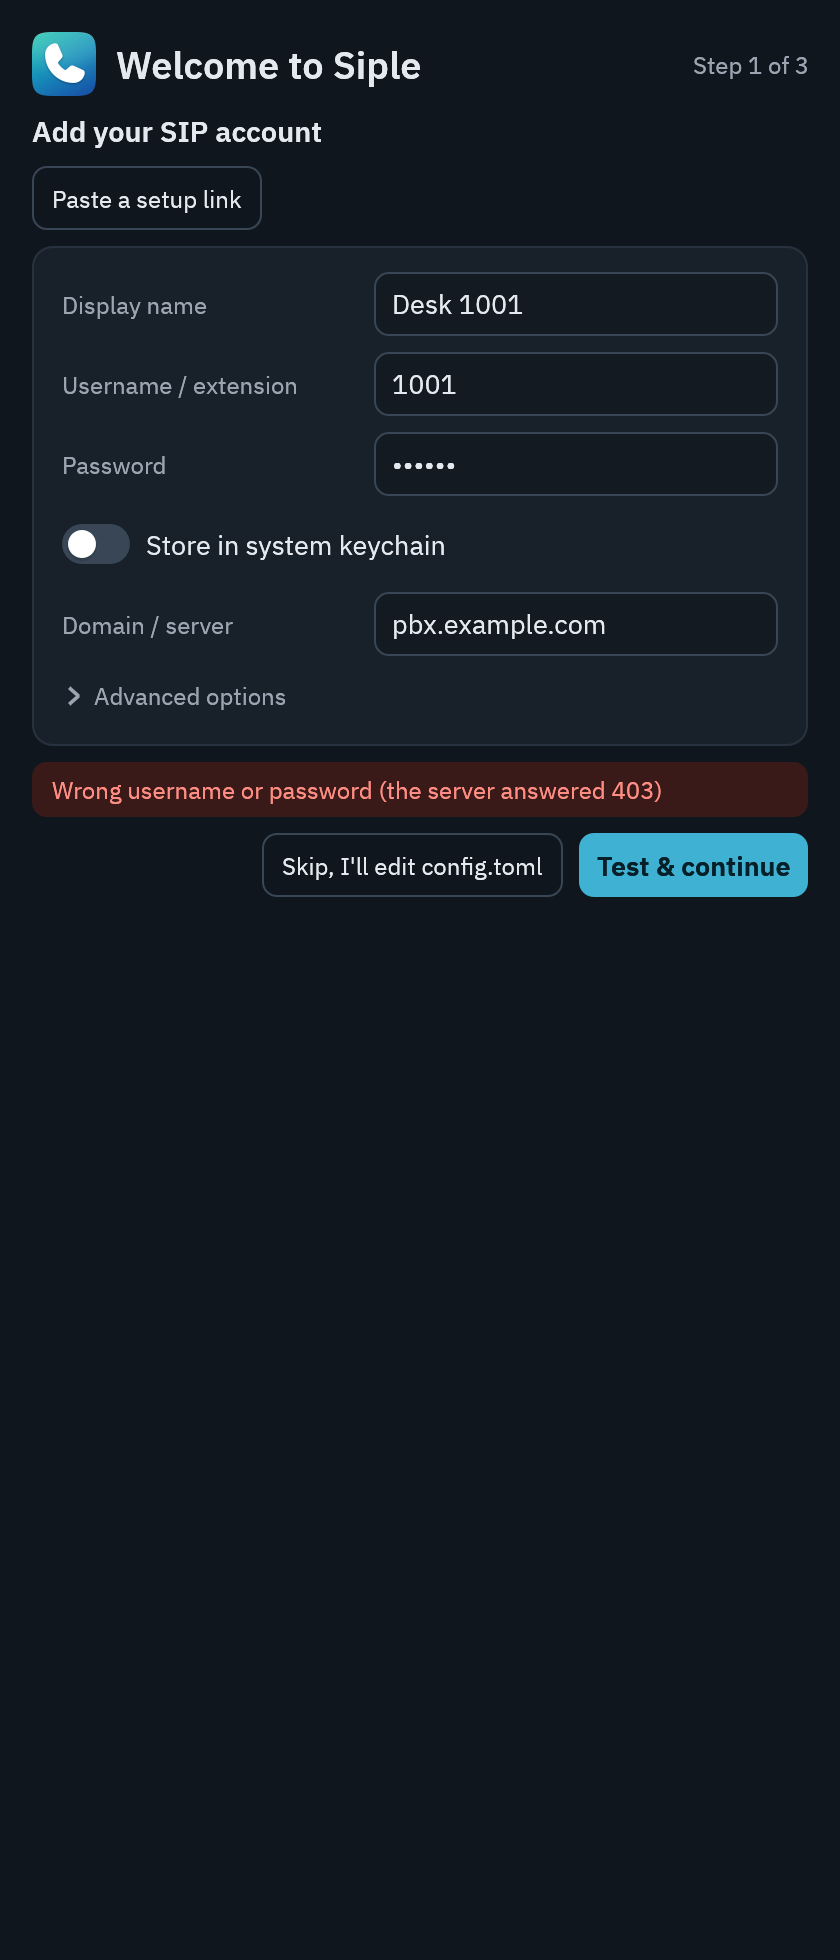 Welcome to Siple
Step 1 of 3
Add your SIP account
Paste a setup link
Display name
Desk 1001
Username / extension
1001
Password
••••••
Store in system keychain
Domain / server
pbx.example.com
Advanced options
Wrong username or password (the server answered 403)
Skip, I'll edit config.toml
Test & continue